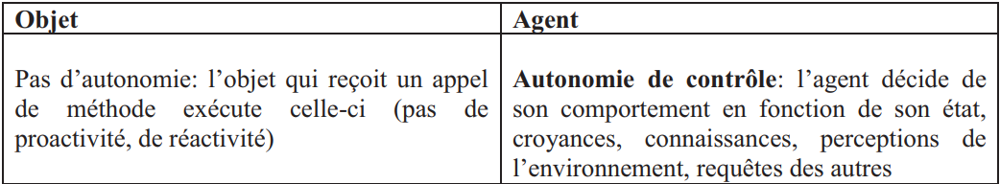 Objet
Agent
Pas d’autonomie: l’objet qui reçoit un appel
de méthode exécute celle-ci (pas de
proactivité, de réactivité)
Autonomie de contrôle: l’agent décide de
son comportement en fonction de son état,
croyances, connaissances, perceptions de
l’environnement, requêtes des autres